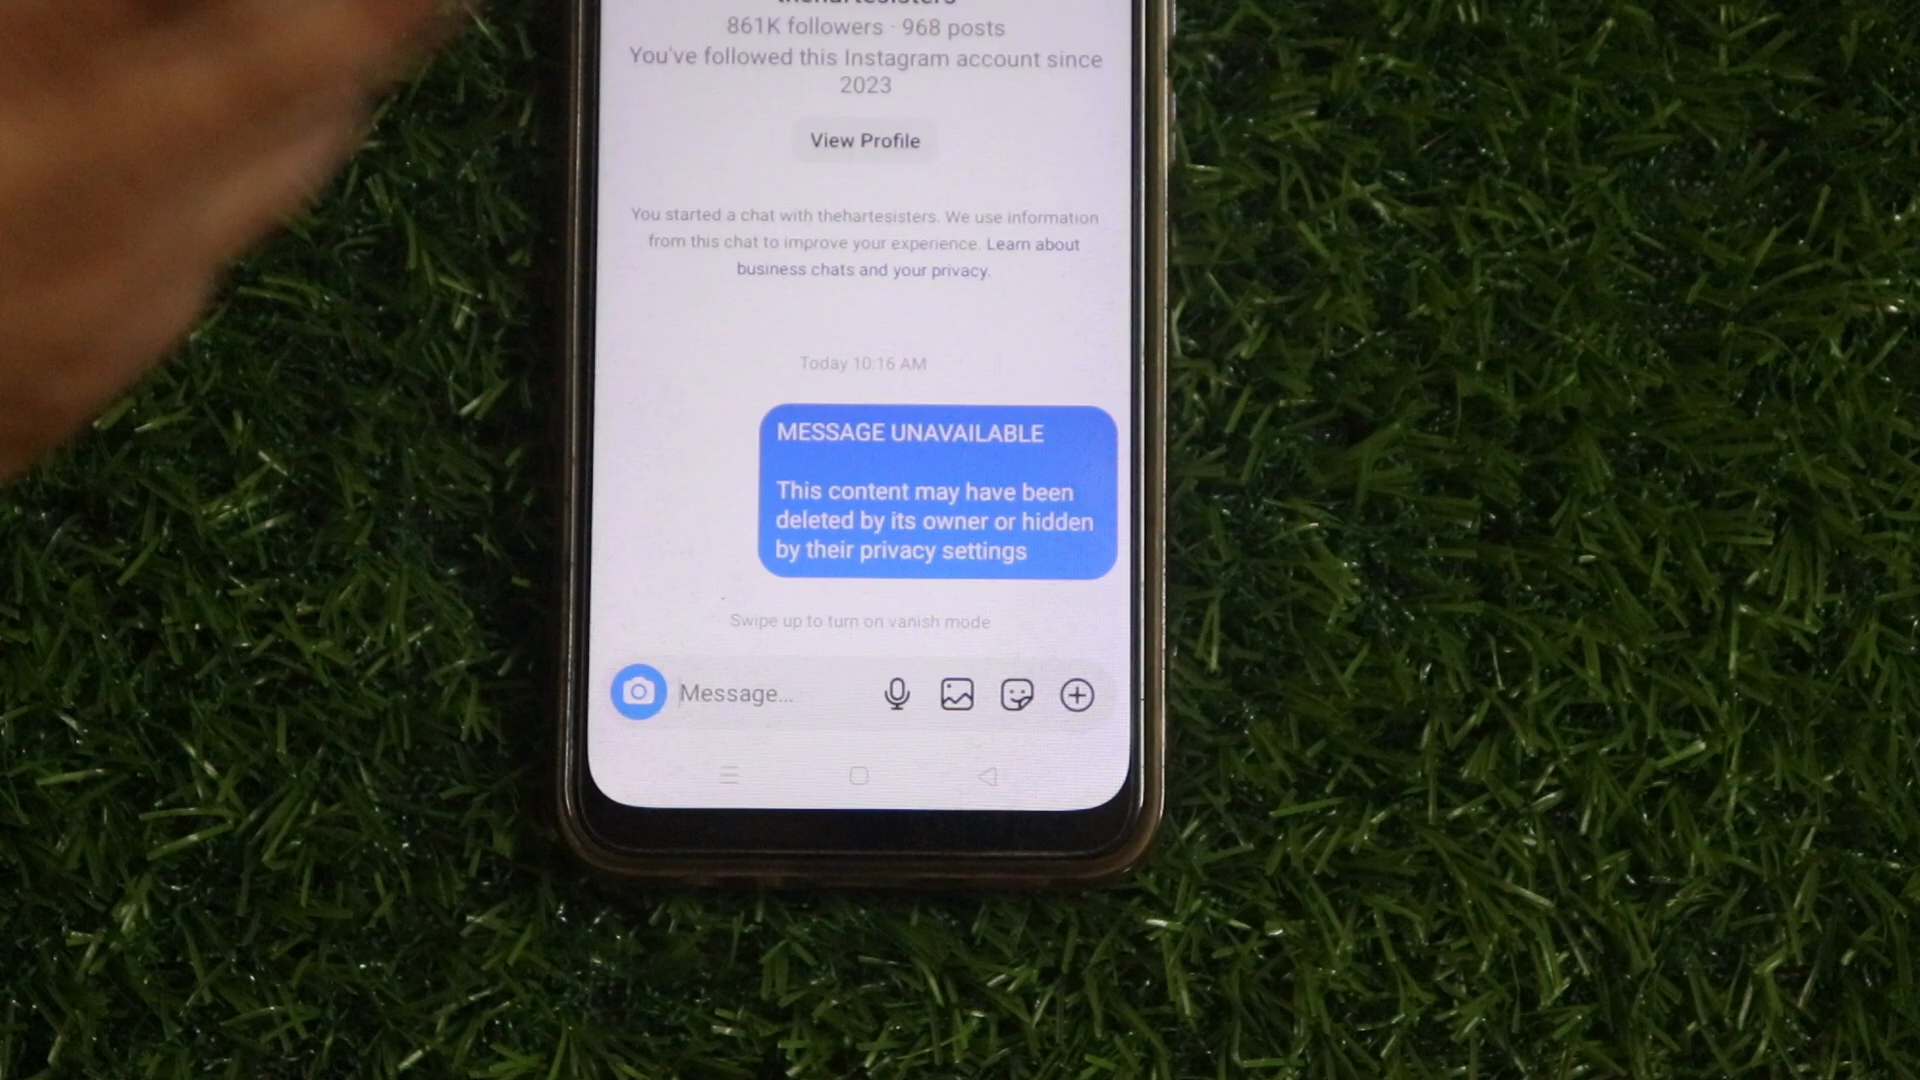 thehartesisters
861K followers · 968 posts
You've followed this Instagram account since
2023
View Profile
You started a chat with thehartesisters. We use information
from this chat to improve your experience. Learn about
business chats and your privacy.
Today 10:16 AM
MESSAGE UNAVAILABLE
This content may have been
deleted by its owner or hidden
by their privacy settings
Swipe up to turn on vanish mode
Message...